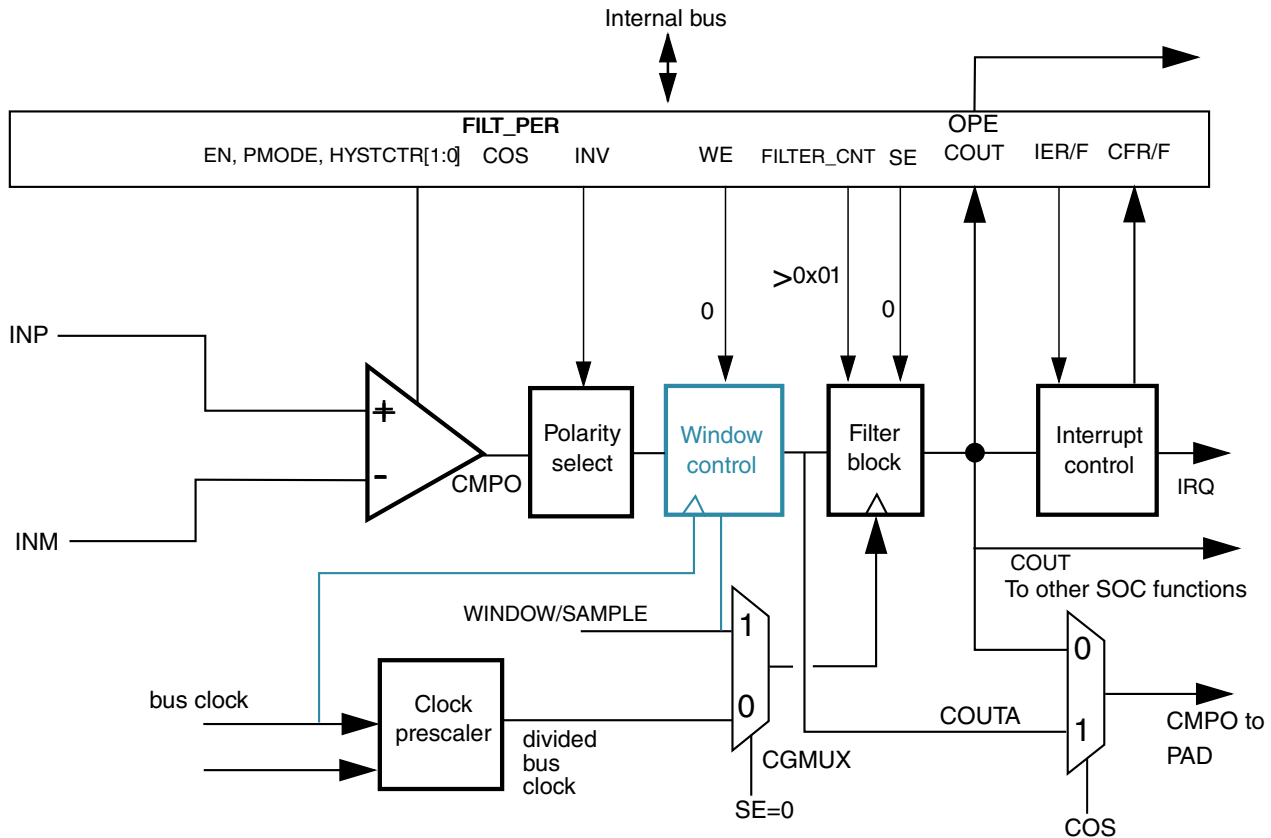 Internal bus
FILT_PER
OPE
EN, PMODE, HYSTCTR[1:0] COS INV WE FILTER_CNT SE COUT IER/F CFR/F
>0x01
0
0
INP
+
-
CMPO
Polarity
select
Window
control
Filter
block
Interrupt
control
IRQ
INM
COUT
To other SOC functions
WINDOW/SAMPLE
1
0
0
bus clock
Clock
prescaler
divided
bus
clock
COUTA
1
CMPO to
PAD
CGMUX
SE=0
COS